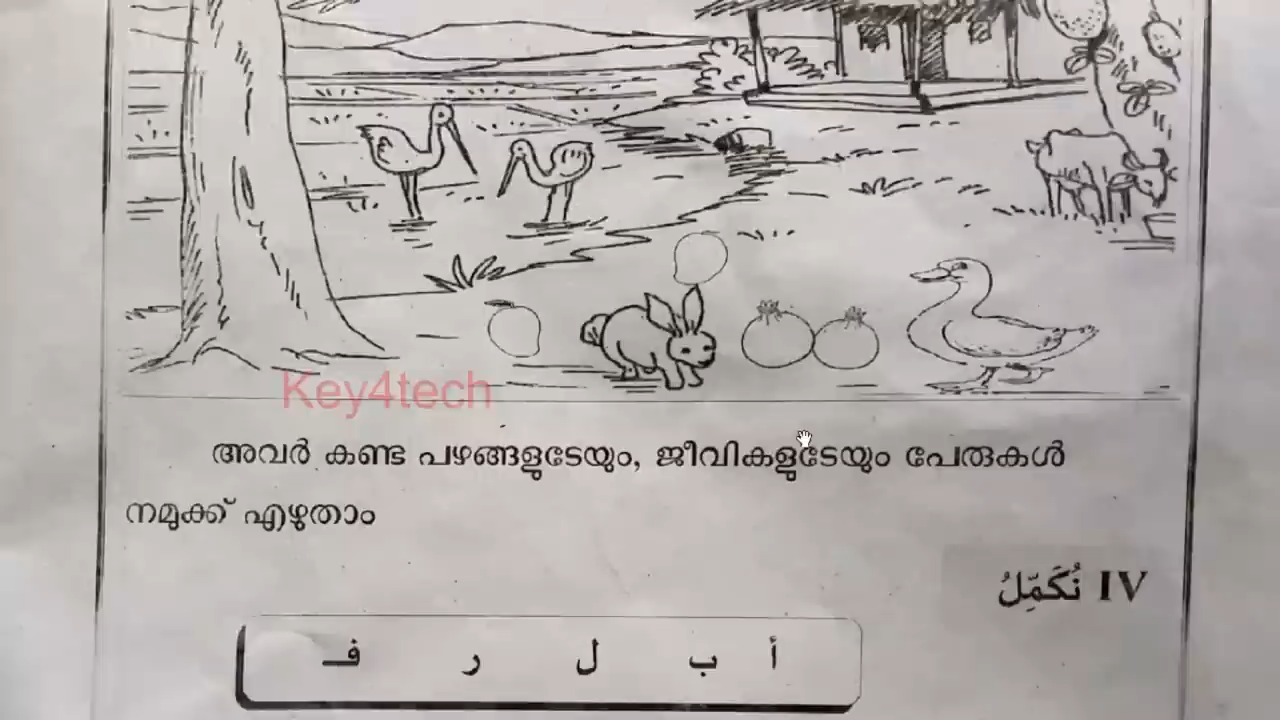 Key4tech
അവർ കണ്ട പഴങ്ങളുടേയും, ജീവികളുടേയും പേരുകൾ
നമുക്ക് എഴുതാം
IV نُكَمِّلُ
أ ب ل ر ف